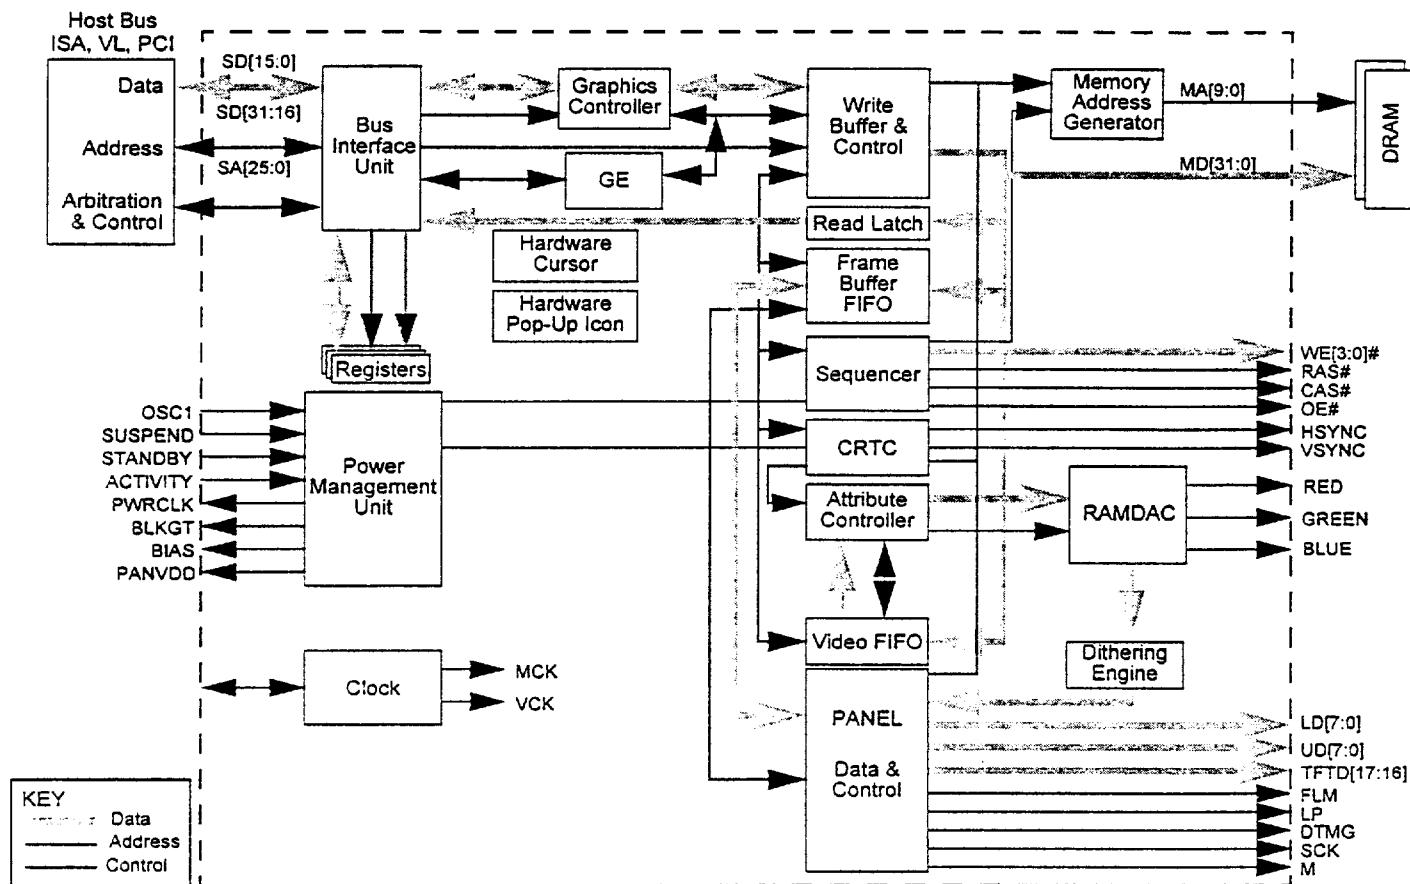 Host Bus
ISA, VL, PCI
Data
Address
Arbitration
& Control
SD[15:0]
SD[31:16]
SA[25:0]
Bus
Interface
Unit
Graphics
Controller
GE
Write
Buffer &
Control
Memory
Address
Generator
MA[9:0]
MD[31:0]
DRAM
Read Latch
Hardware
Cursor
Hardware
Pop-Up Icon
Frame
Buffer
FIFO
Registers
Sequencer
WE[3:0]#
RAS#
CAS#
OE#
HSYNC
VSYNC
OSC1
SUSPEND
STANDBY
ACTIVITY
PWRCLK
BLKGT
BIAS
PANVDD
Power
Management
Unit
CRTC
Attribute
Controller
RAMDAC
RED
GREEN
BLUE
Video FIFO
Dithering
Engine
Clock
MCK
VCK
PANEL
Data &
Control
LD[7:0]
UD[7:0]
TFTD[17:16]
FLM
LP
DTMG
SCK
M
KEY
Data
Address
Control